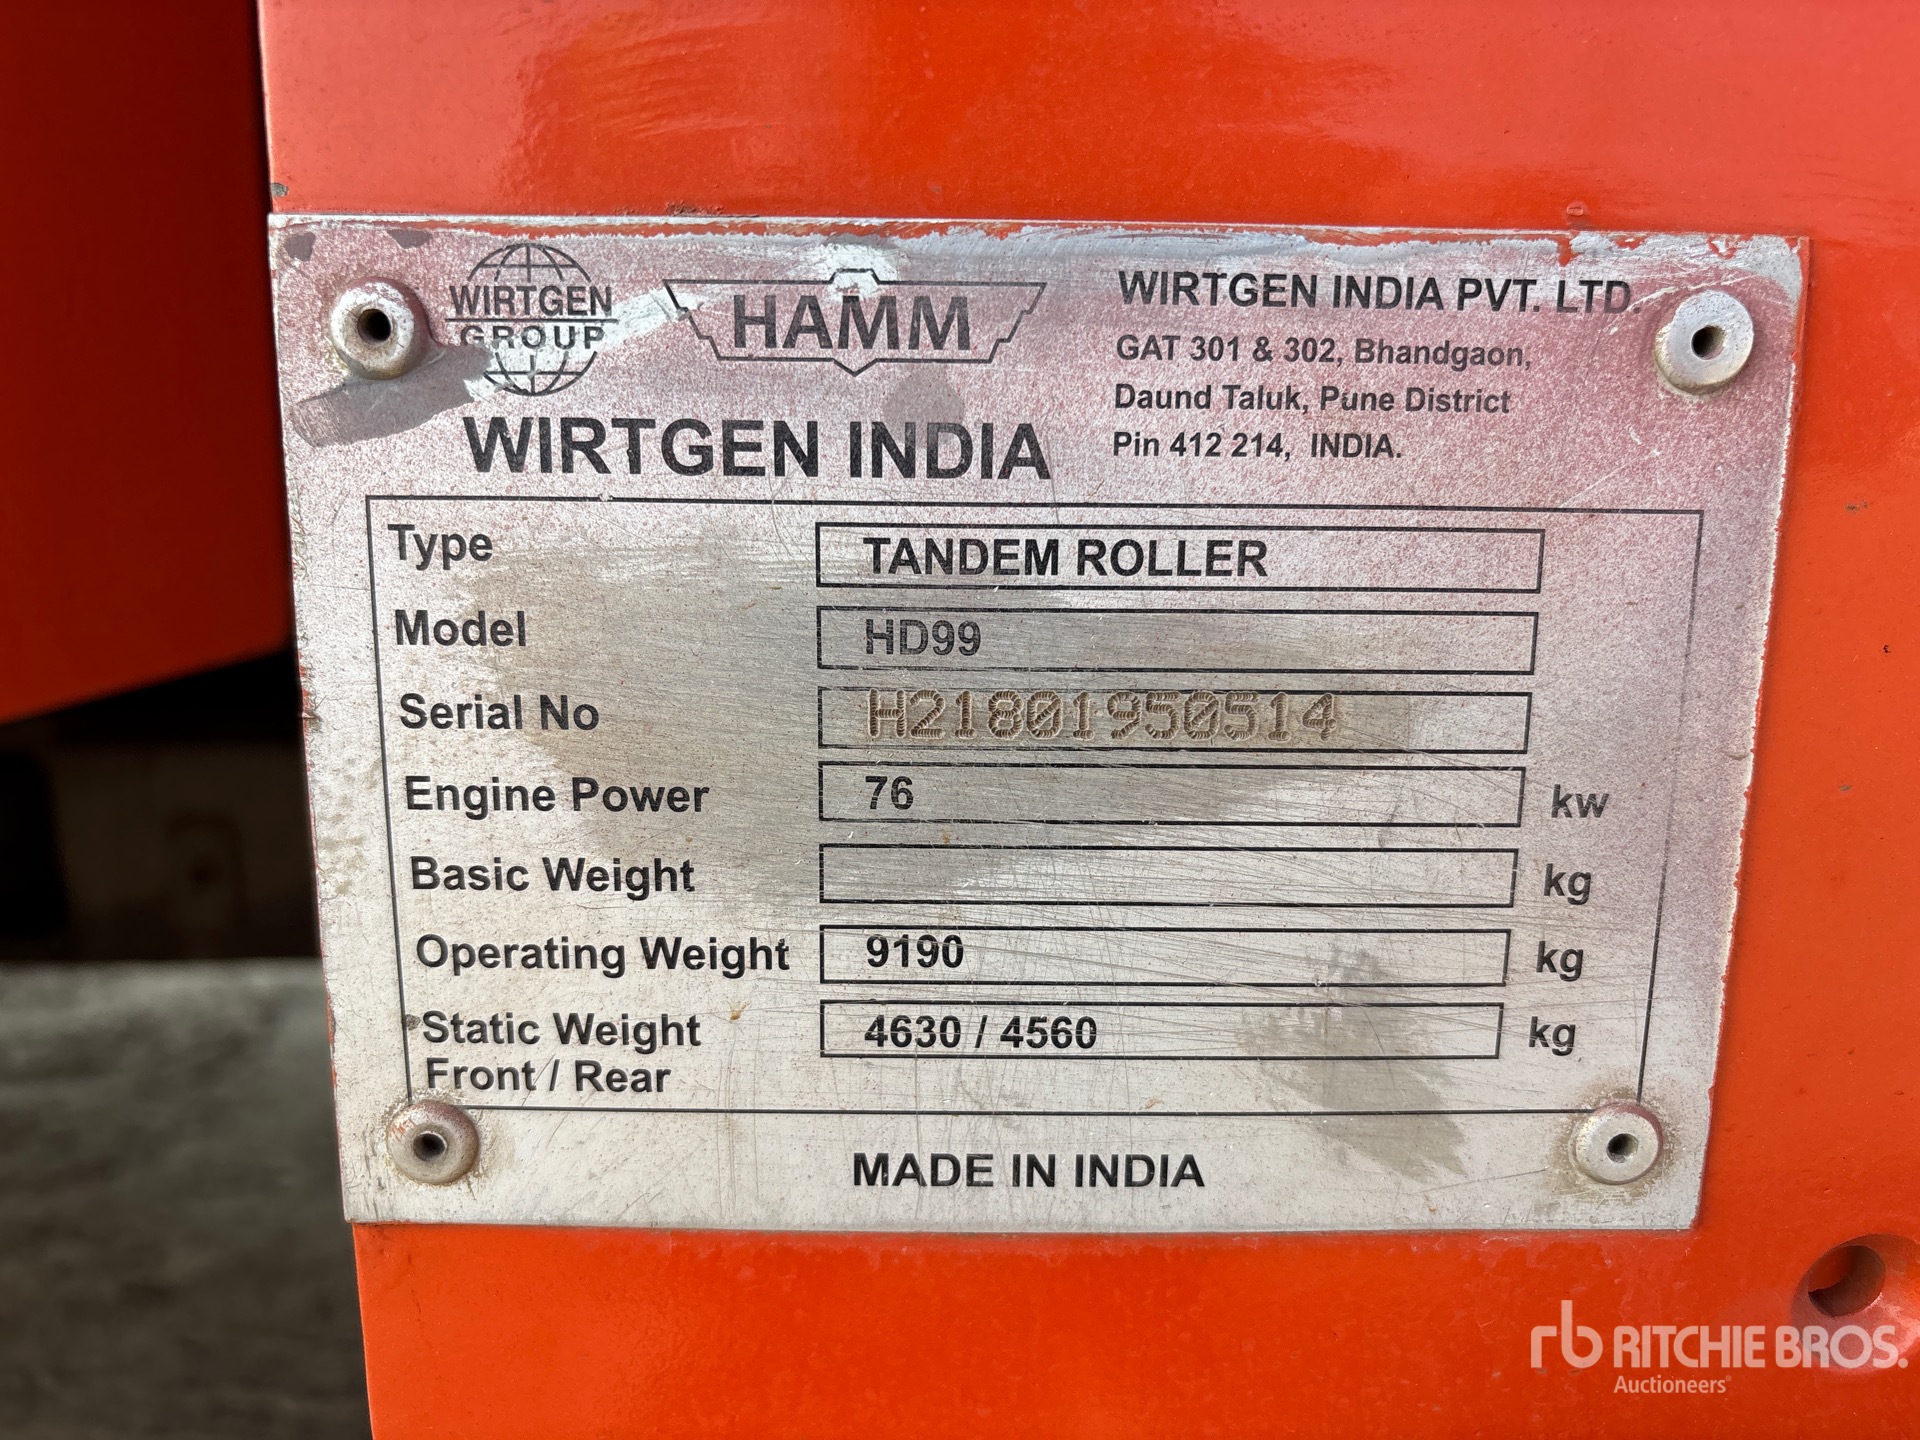 WIRTGEN
GROUP
HAMM
WIRTGEN INDIA
WIRTGEN INDIA PVT. LTD.
GAT 301 & 302, Bhandgaon,
Daund Taluk, Pune District
Pin 412 214, INDIA.
Type TANDEM ROLLER
Model HD99
Serial No H21801950514
Engine Power 76 kw
Basic Weight kg
Operating Weight 9190 kg
Static Weight 4630 / 4560 kg
Front / Rear
MADE IN INDIA
rb RITCHIE BROS.
Auctioneers